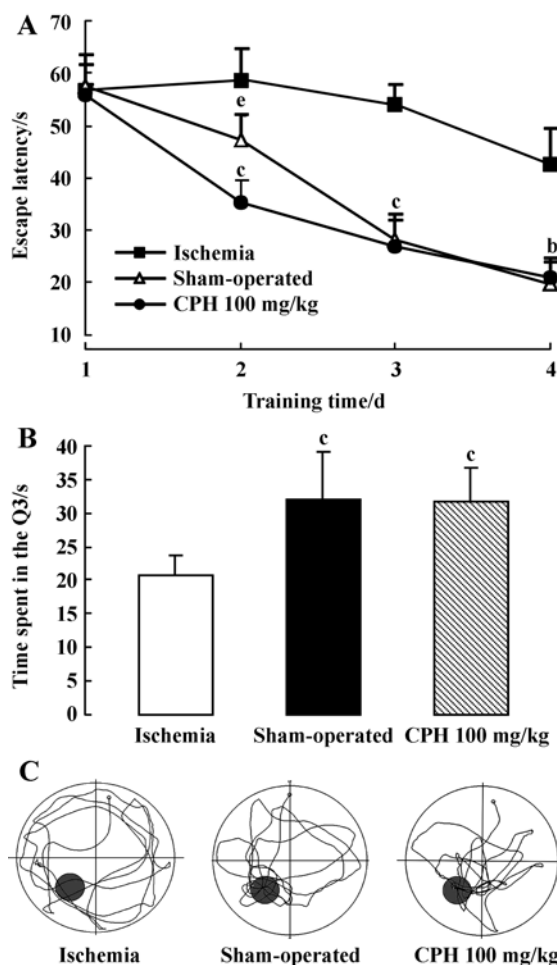 A
70
60
50
40
30
20
10
Escape latency/s
e
c
c
b
Ischemia
Sham-operated
CPH 100 mg/kg
1 2 3 4
Training time/d
B
40
35
30
25
20
15
10
5
0
Time spent in the Q3/s
c c
Ischemia Sham-operated CPH 100 mg/kg
C
Ischemia Sham-operated CPH 100 mg/kg